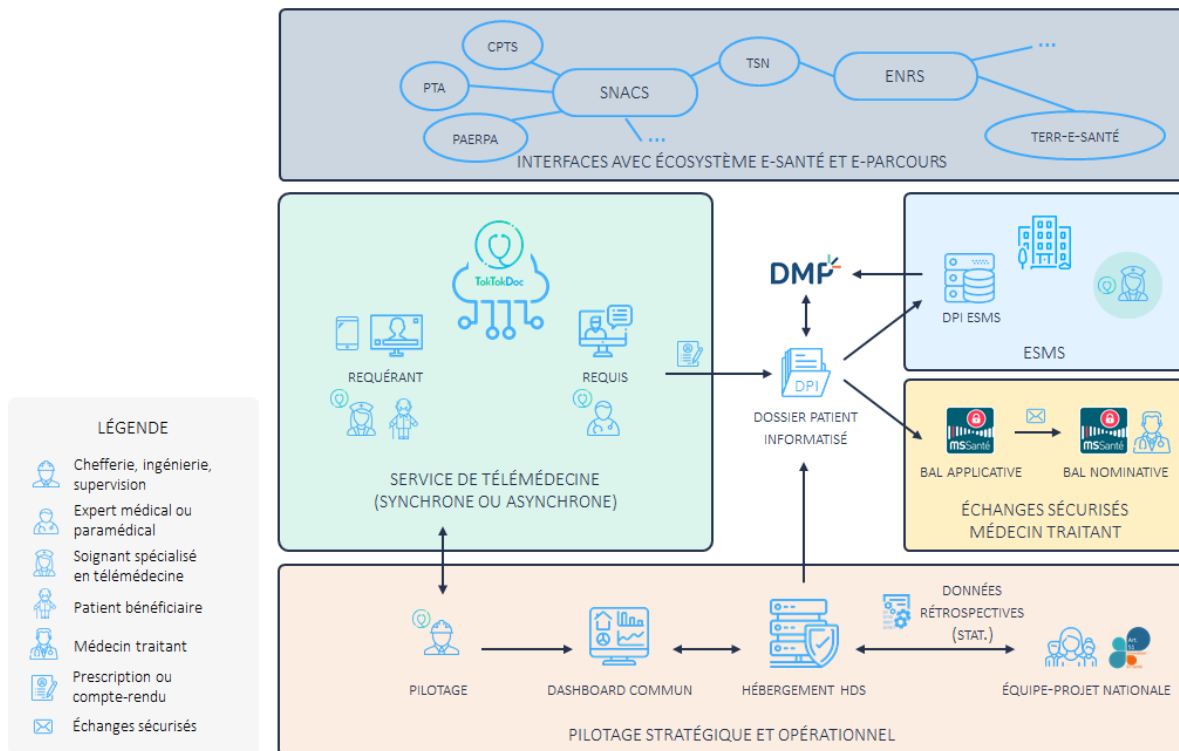 CPTS
TSN
...
ENRS
PTA
SNACS
PAERPA
...
TERR-E-SANTÉ
INTERFACES AVEC ÉCOSYSTÈME E-SANTÉ ET E-PARCOURS
TokTokDoc
REQUÉRANT
REQUIS
SERVICE DE TÉLÉMÉDECINE
(SYNCHRONE OU ASYNCHRONE)
DMP
DPI
DOSSIER PATIENT
INFORMATISÉ
DPI ESMS
ESMS
MSSanté
MSSanté
BAL APPLICATIVE
BAL NOMINATIVE
ÉCHANGES SÉCURISÉS
MÉDECIN TRAITANT
LÉGENDE
Chefferie, ingénierie,
supervision
Expert médical ou
paramédical
Soignant spécialisé
en télémédecine
Patient bénéficiaire
Médecin traitant
Prescription ou
compte-rendu
Échanges sécurisés
DONNÉES
RÉTROSPECTIVES
(STAT.)
Art.
51
PILOTAGE
DASHBOARD COMMUN
HÉBERGEMENT HDS
ÉQUIPE-PROJET NATIONALE
PILOTAGE STRATÉGIQUE ET OPÉRATIONNEL